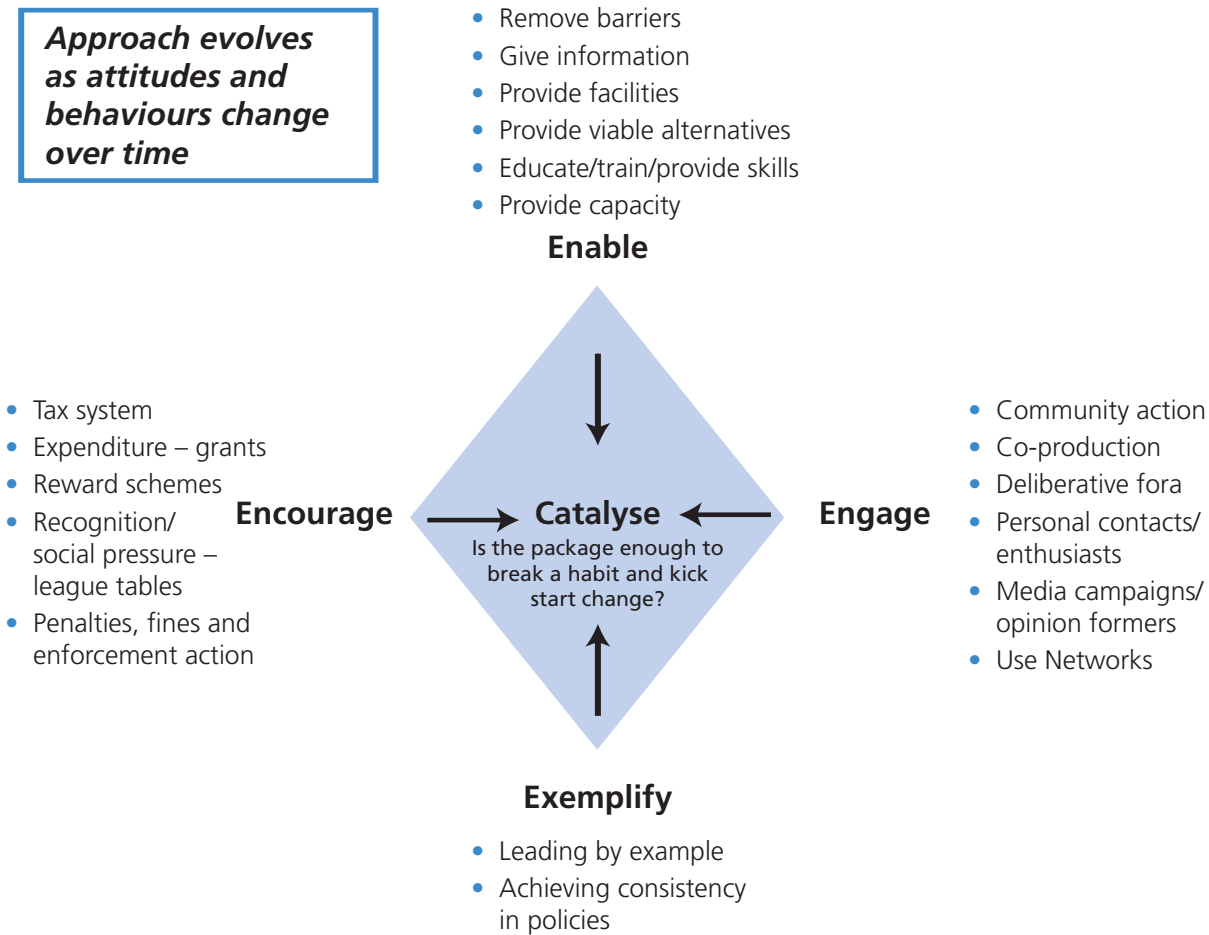 Approach evolves
as attitudes and
behaviours change
over time
• Remove barriers
• Give information
• Provide facilities
• Provide viable alternatives
• Educate/train/provide skills
• Provide capacity
Enable
• Tax system
• Expenditure – grants
• Reward schemes
• Recognition/
social pressure –
league tables
• Penalties, fines and
enforcement action
Encourage
Catalyse
Is the package enough to
break a habit and kick
start change?
Engage
• Community action
• Co-production
• Deliberative fora
• Personal contacts/
enthusiasts
• Media campaigns/
opinion formers
• Use Networks
Exemplify
• Leading by example
• Achieving consistency
in policies